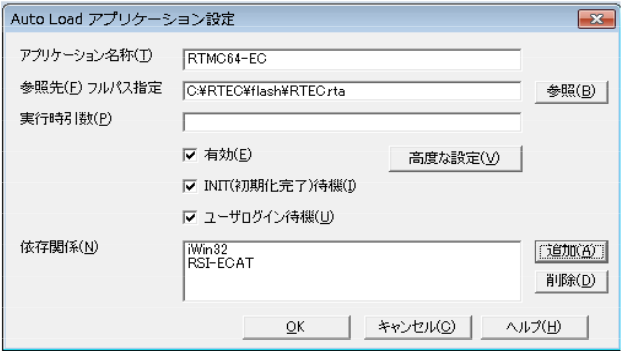 Auto Load アプリケーション設定
アプリケーション名称(T) RTMC64-EC
参照先(F) フルパス指定 C:¥RTEC¥flash¥RTEC.rta 参照(B)
実行時引数(P)
有効(E) 高度な設定(V)
INIT(初期化完了)待機(I)
ユーザログイン待機(U)
依存関係(N) iWin32 追加(A)
RSI-ECAT
削除(D)
OK キャンセル(C) ヘルプ(H)